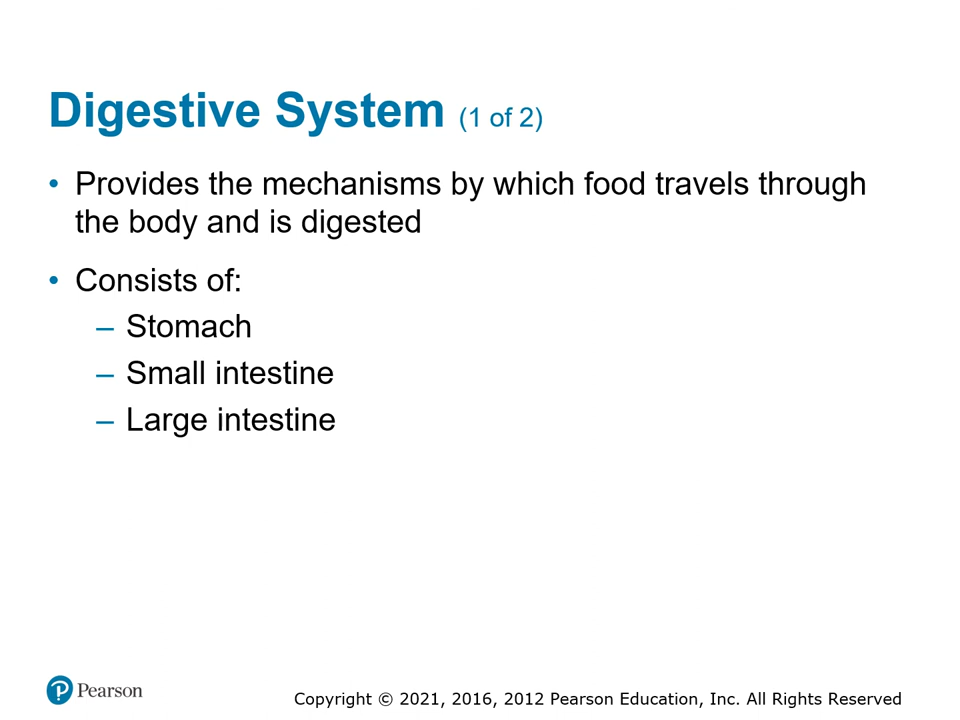 Digestive System (1 of 2)
• Provides the mechanisms by which food travels through
the body and is digested
• Consists of:
– Stomach
– Small intestine
– Large intestine
Pearson
Copyright © 2021, 2016, 2012 Pearson Education, Inc. All Rights Reserved